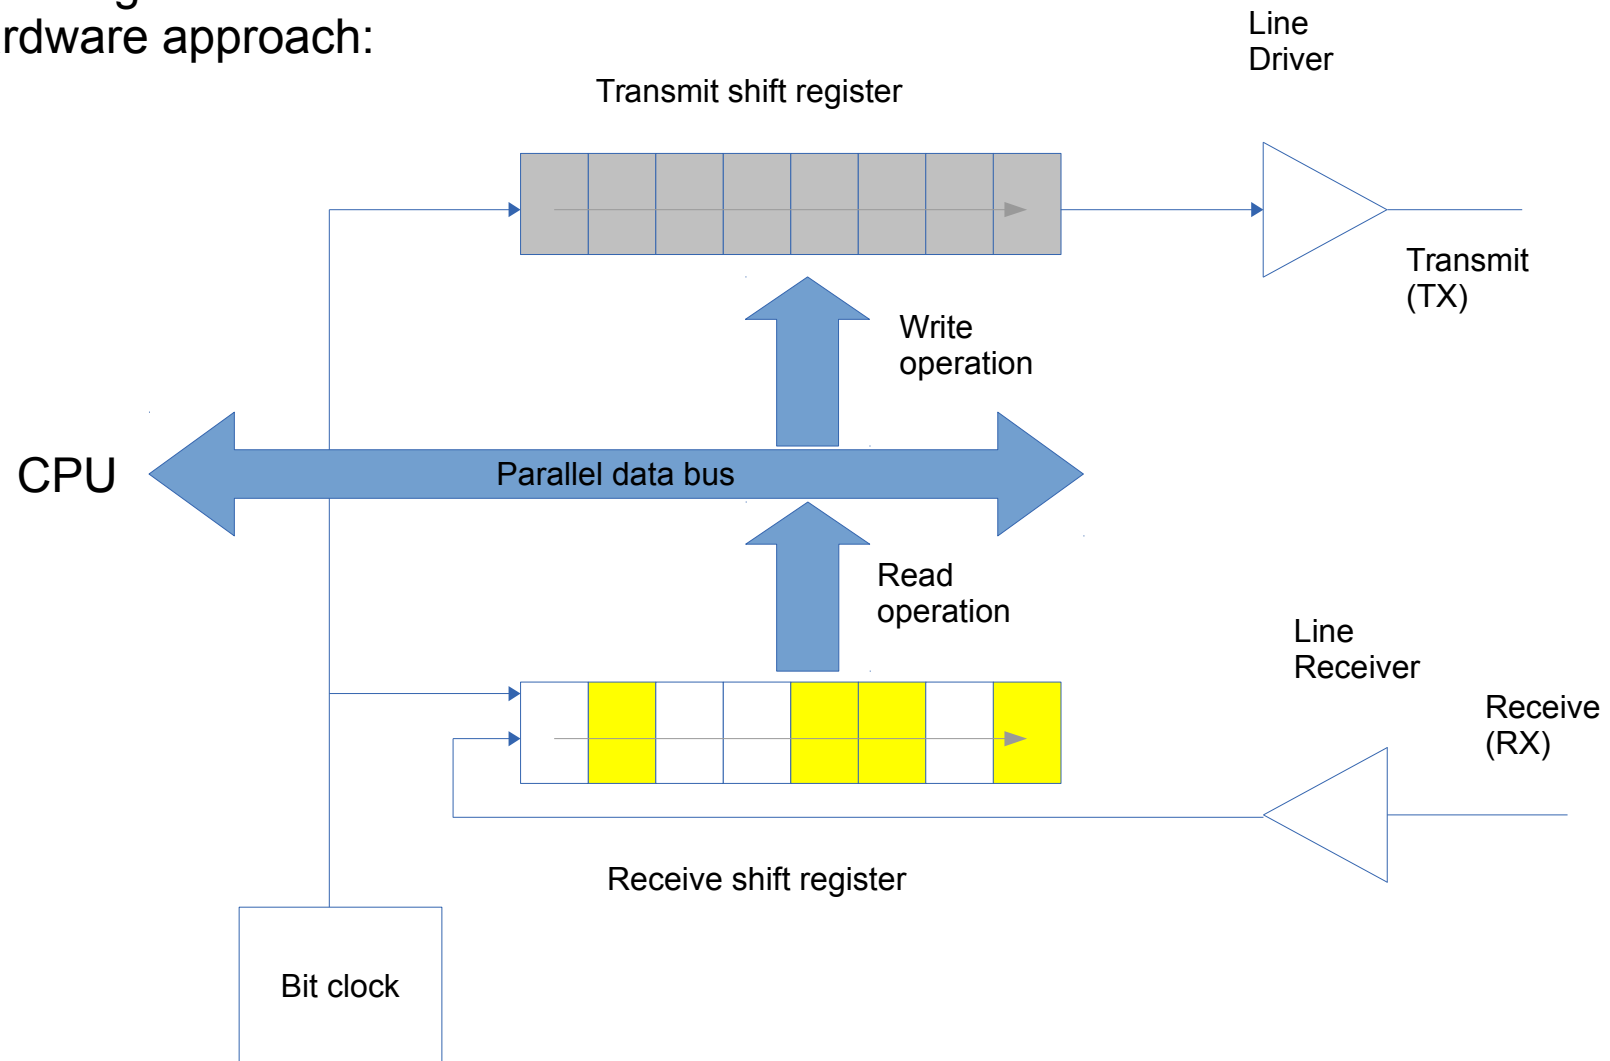 rdware approach:
Line
Driver
Transmit shift register
Transmit
(TX)
Write
operation
CPU
Parallel data bus
Read
operation
Line
Receiver
Receive
(RX)
Receive shift register
Bit clock